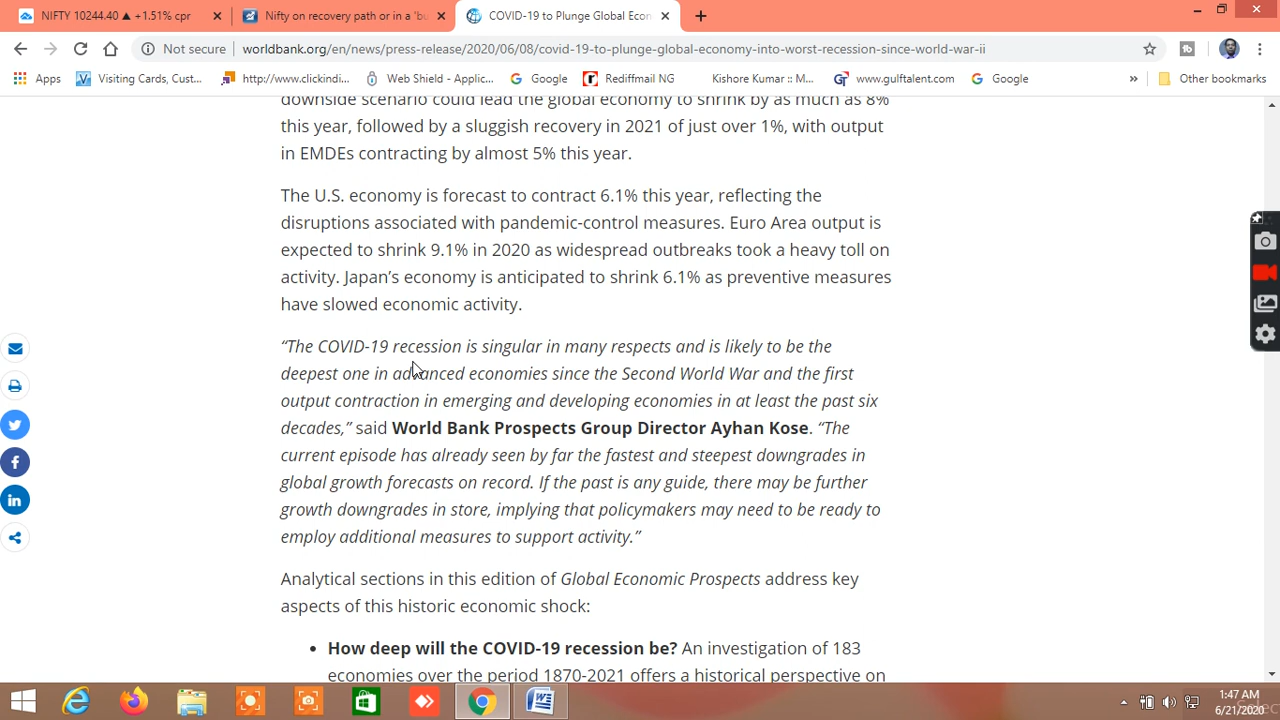 NIFTY 10244.40 ▲ +1.51% cpr
Nifty on recovery path or in a 'bu
COVID-19 to Plunge Global Econ
Not secure
worldbank.org/en/news/press-release/2020/06/08/covid-19-to-plunge-global-economy-into-worst-recession-since-world-war-ii
Apps
Visiting Cards, Cust...
http://www.clickindi...
Web Shield - Applic...
Google
Rediffmail NG
Kishore Kumar :: M...
www.gulftalent.com
Google
»
Other bookmarks
downside scenario could lead the global economy to shrink by as much as 8%
this year, followed by a sluggish recovery in 2021 of just over 1%, with output
in EMDEs contracting by almost 5% this year.
The U.S. economy is forecast to contract 6.1% this year, reflecting the
disruptions associated with pandemic-control measures. Euro Area output is
expected to shrink 9.1% in 2020 as widespread outbreaks took a heavy toll on
activity. Japan’s economy is anticipated to shrink 6.1% as preventive measures
have slowed economic activity.
“The COVID-19 recession is singular in many respects and is likely to be the
deepest one in advanced economies since the Second World War and the first
output contraction in emerging and developing economies in at least the past six
decades,” said World Bank Prospects Group Director Ayhan Kose. “The
current episode has already seen by far the fastest and steepest downgrades in
global growth forecasts on record. If the past is any guide, there may be further
growth downgrades in store, implying that policymakers may need to be ready to
employ additional measures to support activity.”
Analytical sections in this edition of Global Economic Prospects address key
aspects of this historic economic shock:
• How deep will the COVID-19 recession be? An investigation of 183
economies over the period 1870-2021 offers a historical perspective on
1:47 AM
6/21/2020